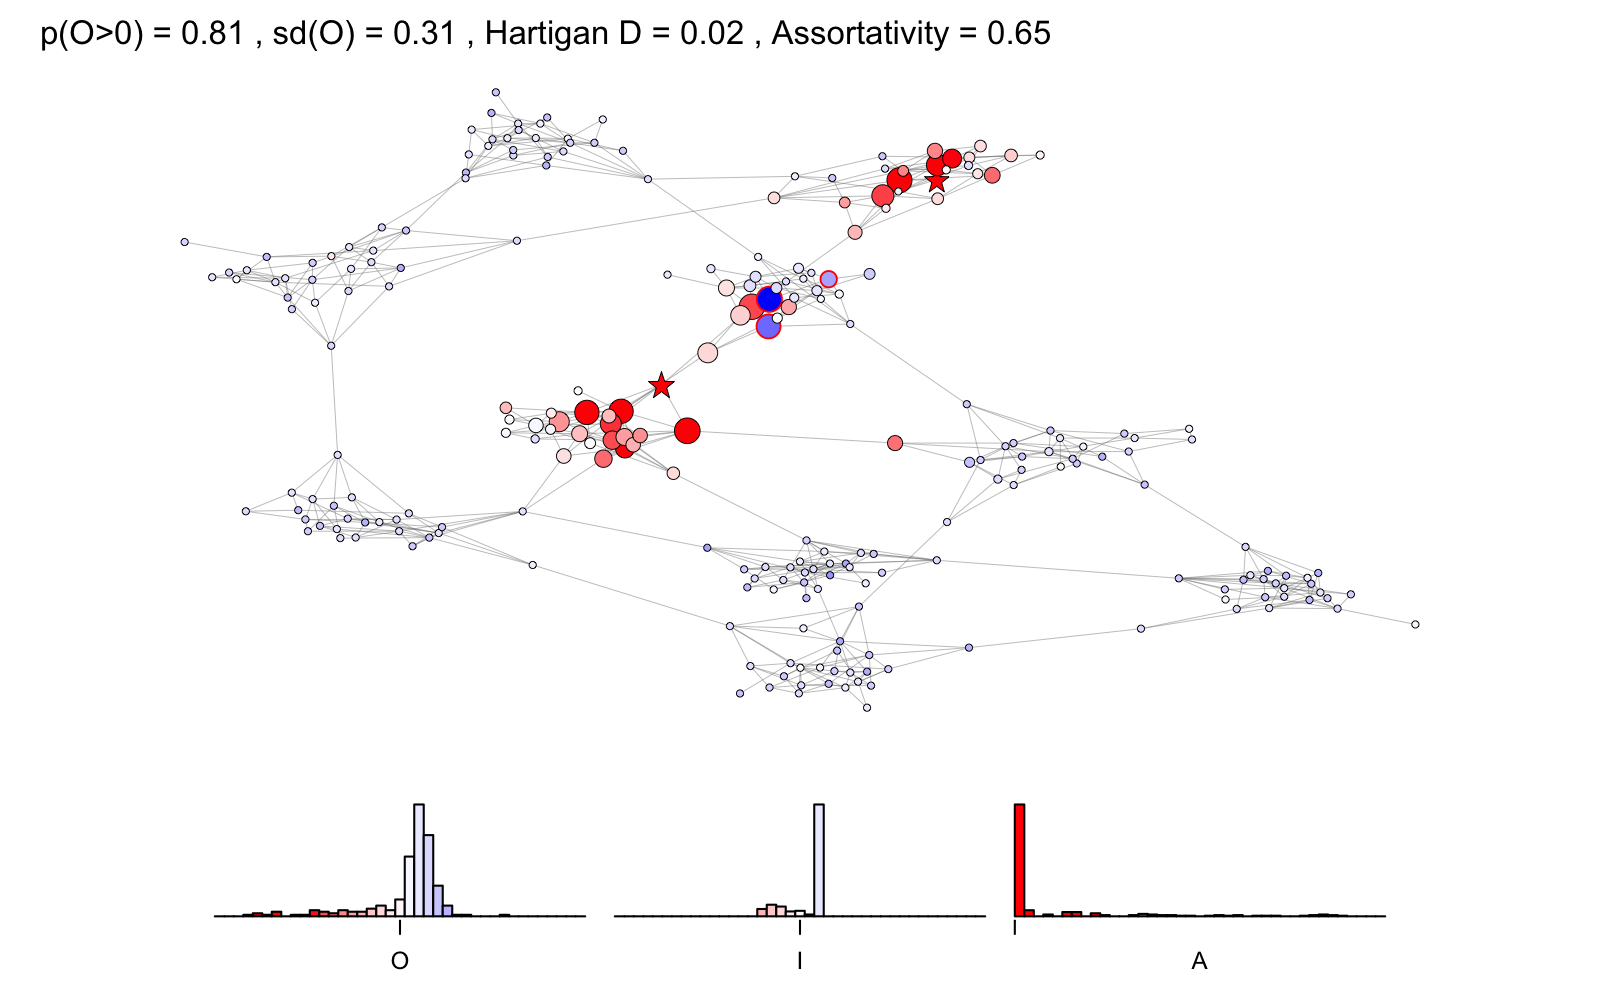 p(O>0) = 0.81 , sd(O) = 0.31 , Hartigan D = 0.02 , Assortativity = 0.65
O
I
A